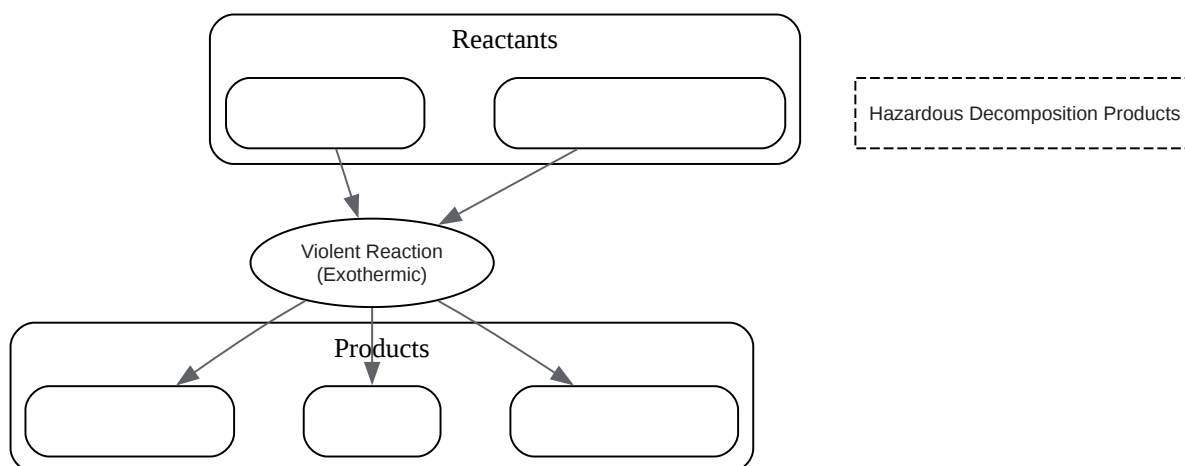 Reactants
Hazardous Decomposition Products
Violent Reaction
(Exothermic)
Products